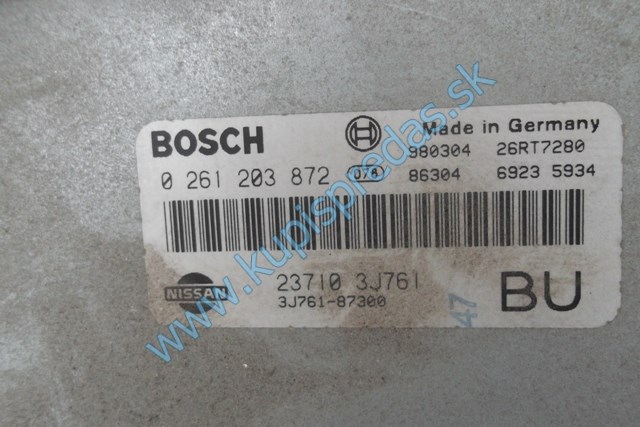 BOSCH Made in Germany
980304 26RT7280
0 261 203 872 07A 86304 6923 5934
NISSAN 23710 3J761 BU
3J761-87300
47
www.kupispredas.sk